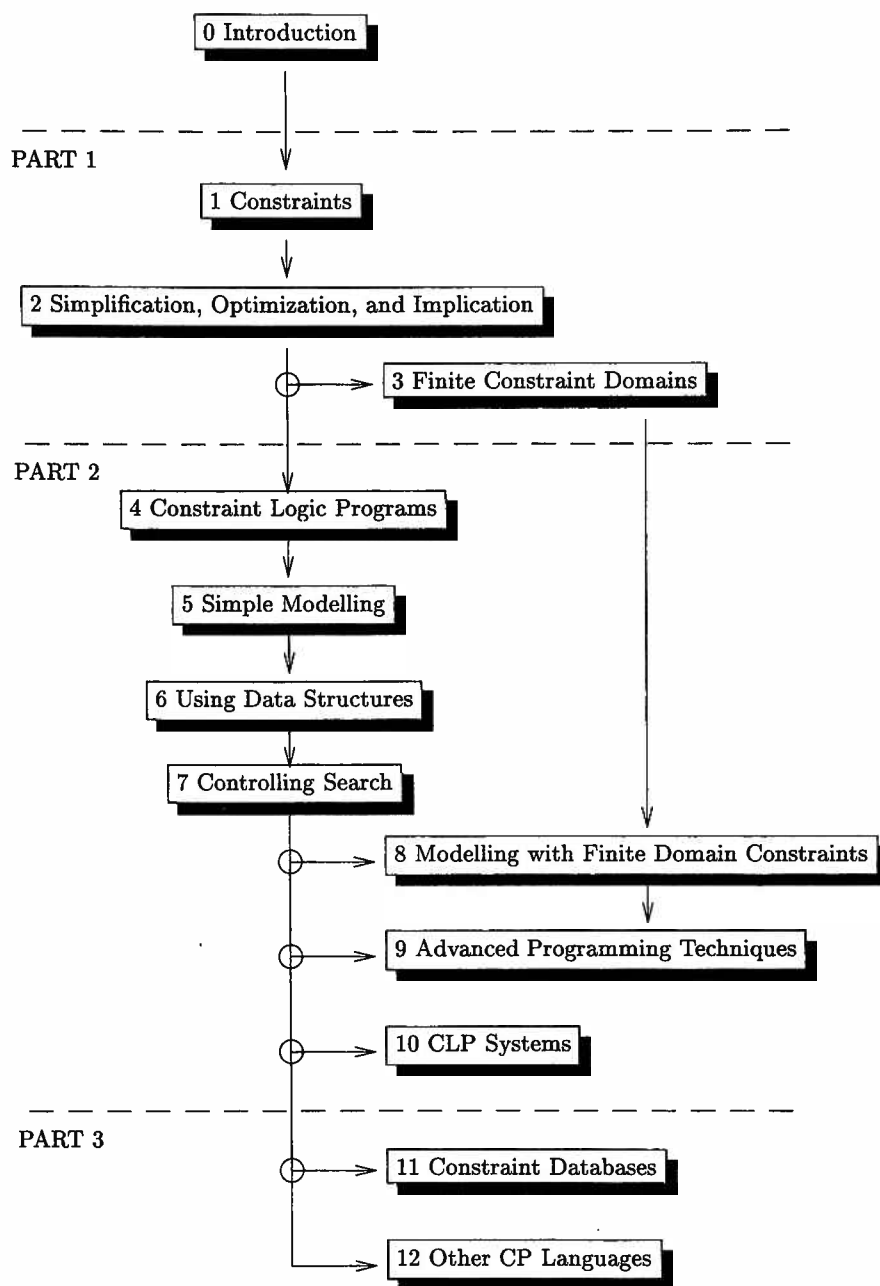 0 Introduction
PART 1
1 Constraints
2 Simplification, Optimization, and Implication
3 Finite Constraint Domains
PART 2
4 Constraint Logic Programs
5 Simple Modelling
6 Using Data Structures
7 Controlling Search
8 Modelling with Finite Domain Constraints
9 Advanced Programming Techniques
10 CLP Systems
PART 3
11 Constraint Databases
12 Other CP Languages